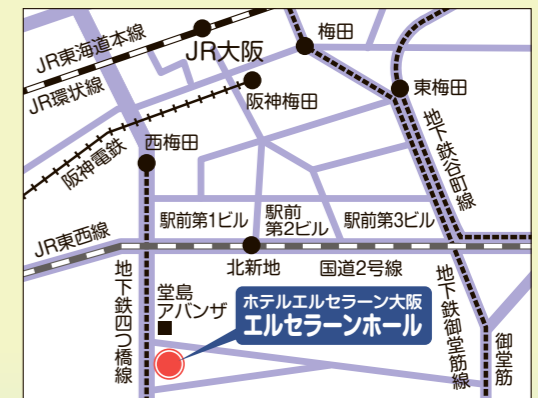 梅田
JR東海道本線
JR大阪
JR環状線
阪神梅田
東梅田
阪神電鉄
西梅田
地下鉄谷町線
駅前第1ビル
駅前
第2ビル
駅前第3ビル
JR東西線
北新地
国道2号線
地下鉄四つ橋線
堂島
アバンザ
ホテルエルセラーン大阪
エルセラーンホール
地下鉄御堂筋線
御堂筋